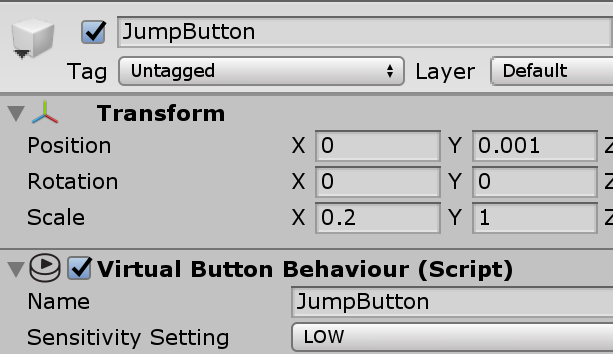 JumpButton
Tag Untagged Layer Default
Transform
Position X 0 Y 0.001 Z
Rotation X 0 Y 0 Z
Scale X 0.2 Y 1 Z
Virtual Button Behaviour (Script)
Name JumpButton
Sensitivity Setting LOW